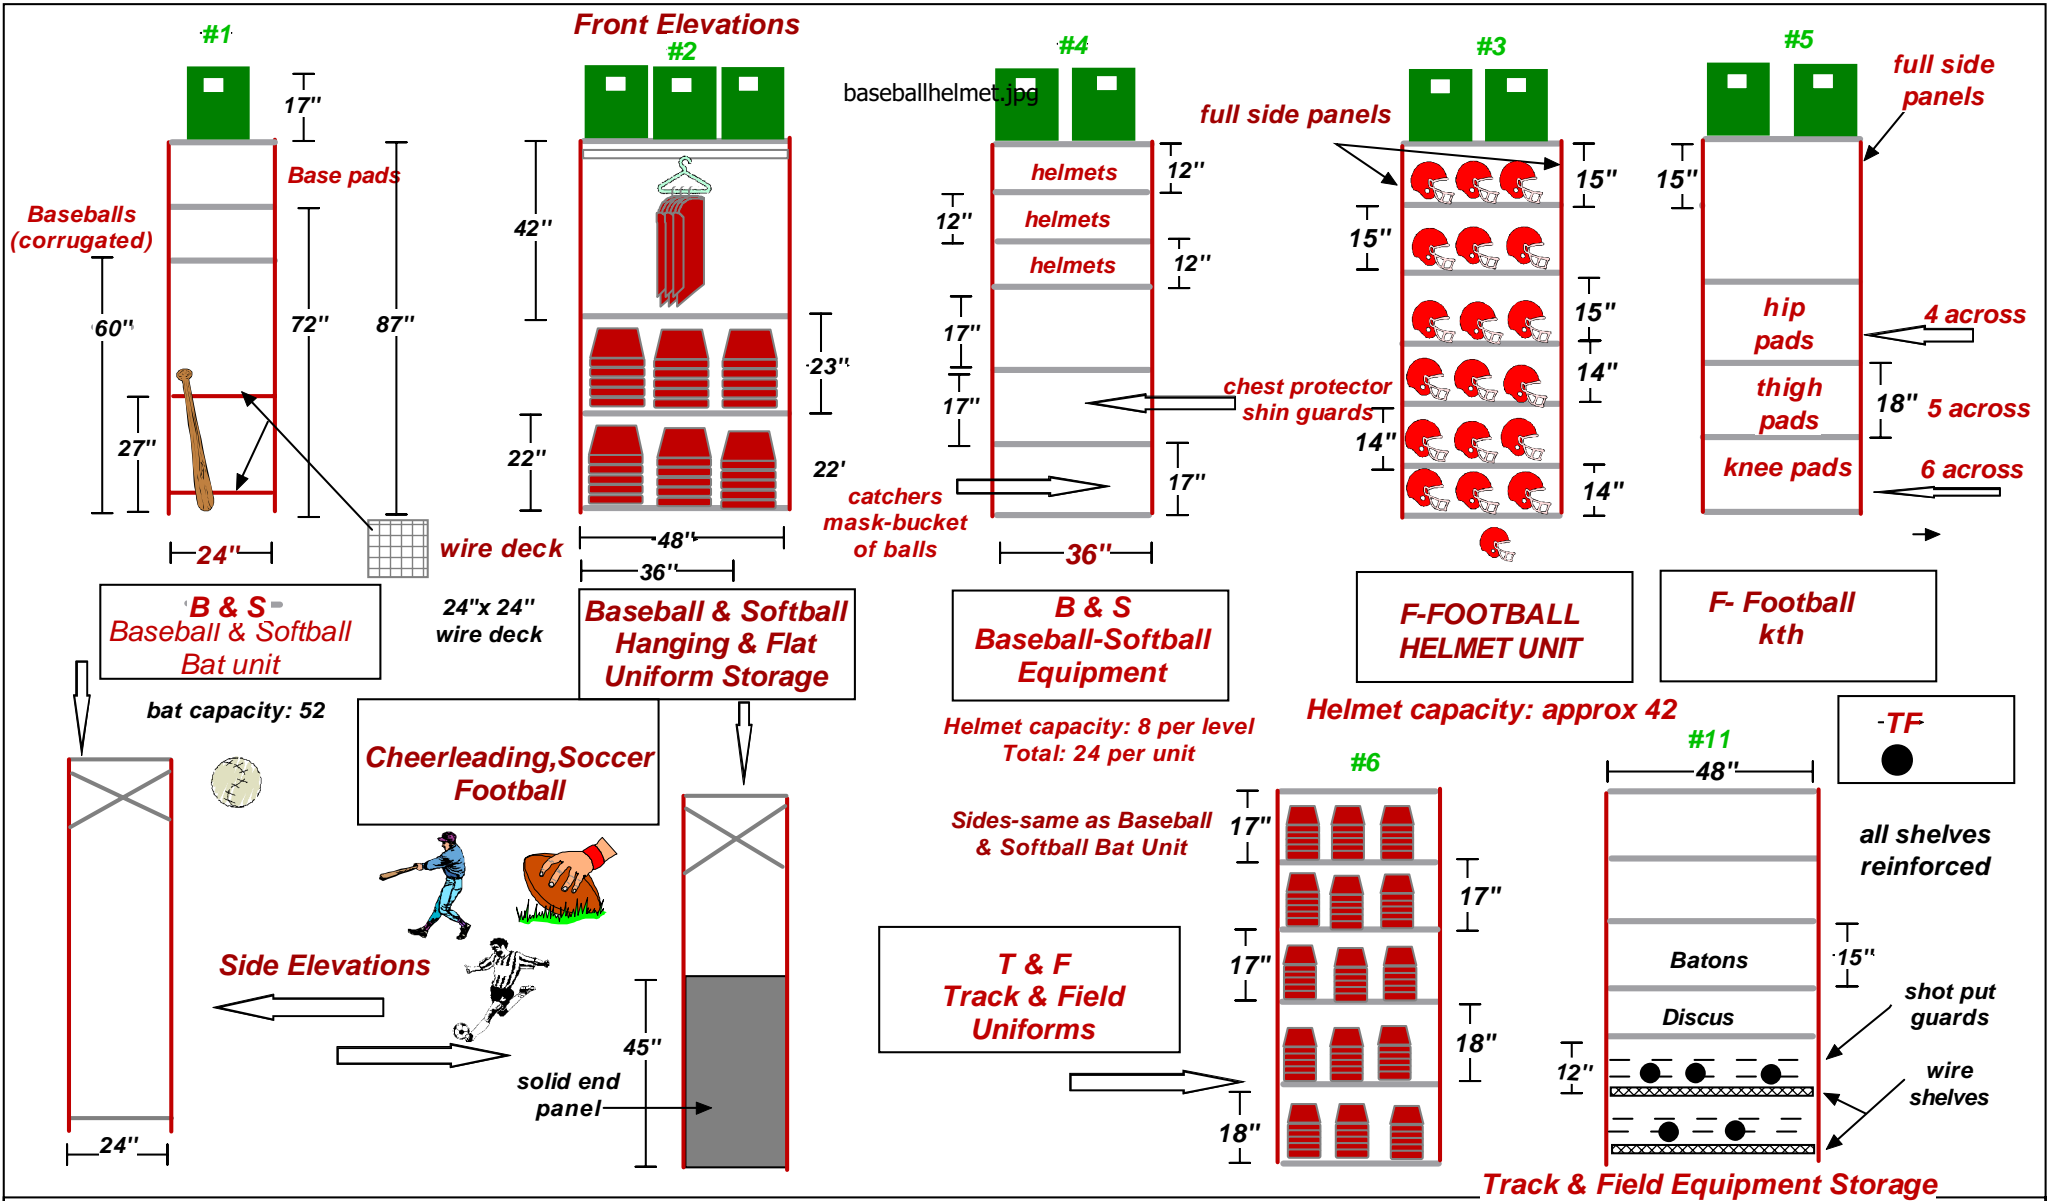 Front Elevations
#1
#2
#4
#3
#5
17"
Base pads
Baseballs
(corrugated)
60"
72"
87"
27"
24"
wire deck
24"x 24"
wire deck
B & S
Baseball & Softball
Bat unit
bat capacity: 52
42"
23"
22"
22'
48"
36"
Baseball & Softball
Hanging & Flat
Uniform Storage
baseballhelmet.jpg
helmets
helmets
helmets
12"
12"
12"
17"
17"
17"
chest protector
shin guards
catchers
mask-bucket
of balls
36"
B & S
Baseball-Softball
Equipment
Helmet capacity: 8 per level
Total: 24 per unit
Sides-same as Baseball
& Softball Bat Unit
full side panels
15"
15"
15"
14"
14"
14"
F-FOOTBALL
HELMET UNIT
Helmet capacity: approx 42
full side
panels
15"
hip
pads
thigh
pads
knee pads
18"
4 across
5 across
6 across
F- Football
kth
Cheerleading,Soccer
Football
Side Elevations
24"
45"
solid end
panel
T & F
Track & Field
Uniforms
#6
17"
17"
17"
18"
18"
#11
48"
-TF
all shelves
reinforced
Batons
15"
Discus
12"
shot put
guards
wire
shelves
Track & Field Equipment Storage